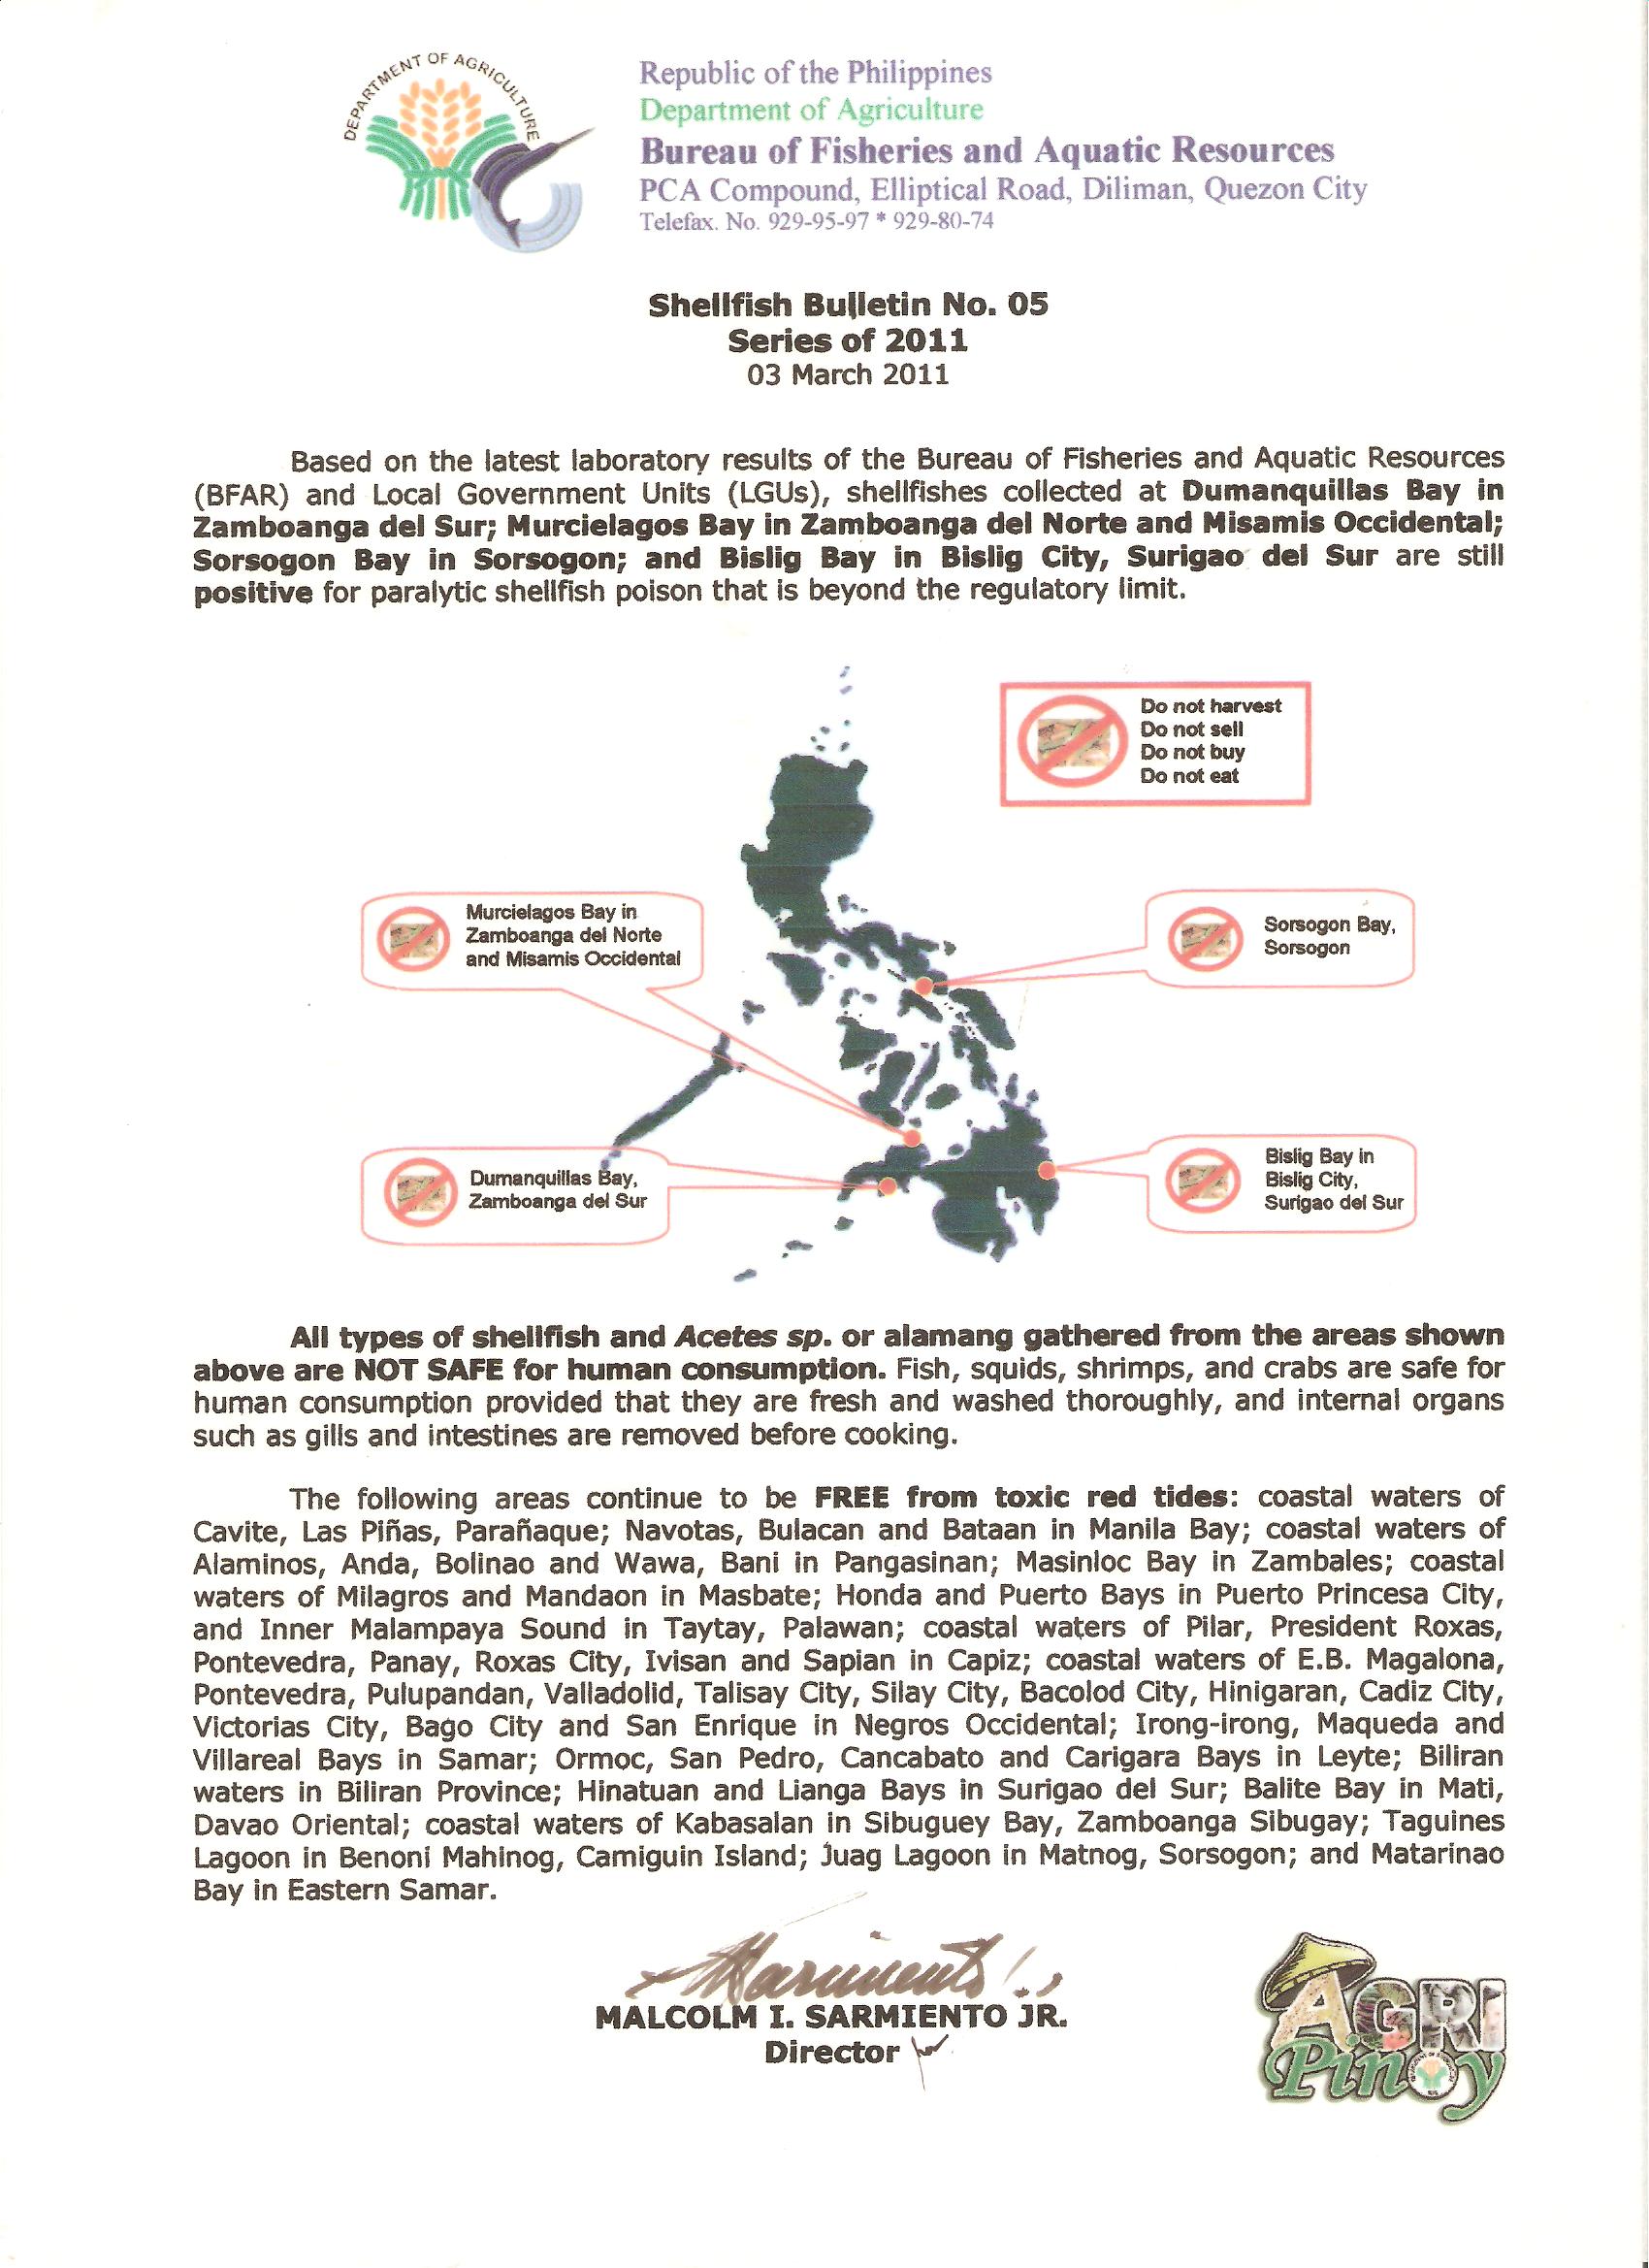 DEPARTMENT OF AGRICULTURE
Republic of the Philippines
Department of Agriculture
Bureau of Fisheries and Aquatic Resources
PCA Compound, Elliptical Road, Diliman, Quezon City
Telefax. No. 929-95-97 * 929-80-74
Shellfish Bulletin No. 05
Series of 2011
03 March 2011
Based on the latest laboratory results of the Bureau of Fisheries and Aquatic Resources
(BFAR) and Local Government Units (LGUs), shellfishes collected at Dumanquillas Bay in
Zamboanga del Sur; Murcielagos Bay in Zamboanga del Norte and Misamis Occidental;
Sorsogon Bay in Sorsogon; and Bislig Bay in Bislig City, Surigao del Sur are still
positive for paralytic shellfish poison that is beyond the regulatory limit.
Do not harvest
Do not sell
Do not buy
Do not eat
Murcielagos Bay in
Zamboanga del Norte
and Misamis Occidental
Sorsogon Bay,
Sorsogon
Dumanquillas Bay,
Zamboanga del Sur
Bislig Bay in
Bislig City,
Surigao del Sur
All types of shellfish and Acetes sp. or alamang gathered from the areas shown
above are NOT SAFE for human consumption. Fish, squids, shrimps, and crabs are safe for
human consumption provided that they are fresh and washed thoroughly, and internal organs
such as gills and intestines are removed before cooking.
The following areas continue to be FREE from toxic red tides: coastal waters of
Cavite, Las Piñas, Parañaque; Navotas, Bulacan and Bataan in Manila Bay; coastal waters of
Alaminos, Anda, Bolinao and Wawa, Bani in Pangasinan; Masinloc Bay in Zambales; coastal
waters of Milagros and Mandaon in Masbate; Honda and Puerto Bays in Puerto Princesa City,
and Inner Malampaya Sound in Taytay, Palawan; coastal waters of Pilar, President Roxas,
Pontevedra, Panay, Roxas City, Ivisan and Sapian in Capiz; coastal waters of E.B. Magalona,
Pontevedra, Pulupandan, Valladolid, Talisay City, Silay City, Bacolod City, Hinigaran, Cadiz City,
Victorias City, Bago City and San Enrique in Negros Occidental; Irong-irong, Maqueda and
Villareal Bays in Samar; Ormoc, San Pedro, Cancabato and Carigara Bays in Leyte; Biliran
waters in Biliran Province; Hinatuan and Lianga Bays in Surigao del Sur; Balite Bay in Mati,
Davao Oriental; coastal waters of Kabasalan in Sibuguey Bay, Zamboanga Sibugay; Taguines
Lagoon in Benoni Mahinog, Camiguin Island; Juag Lagoon in Matnog, Sorsogon; and Matarinao
Bay in Eastern Samar.
MALCOLM I. SARMIENTO JR.
Director
AGRI
Pinoy